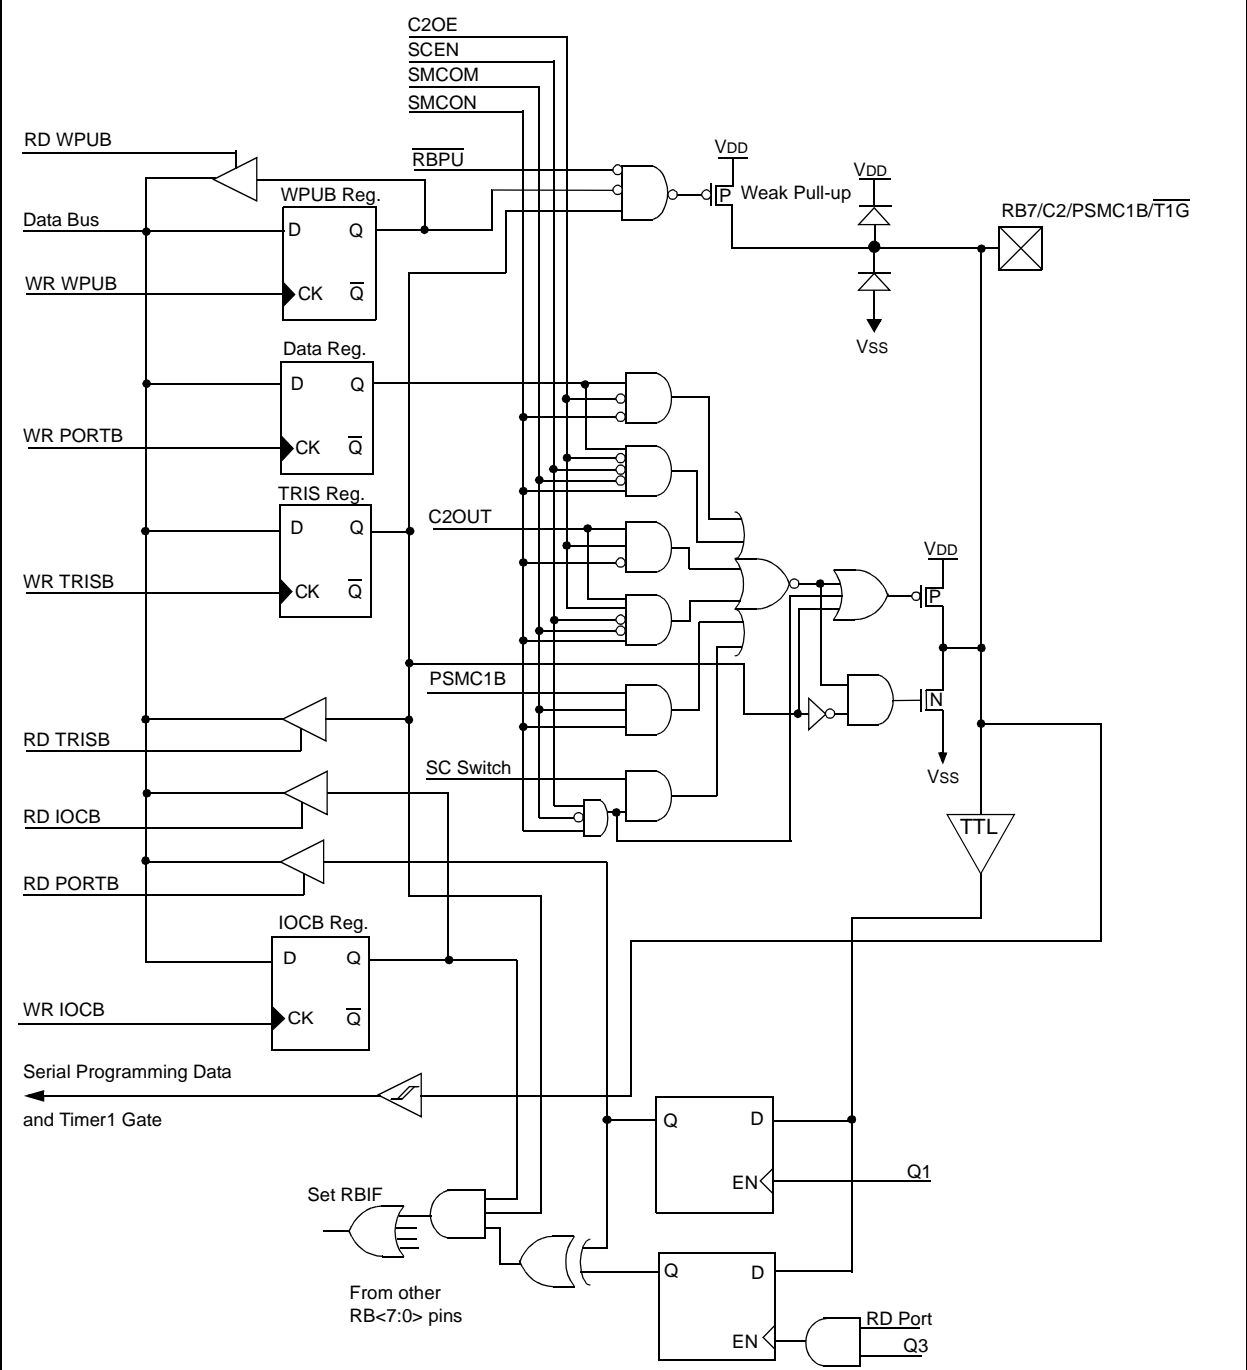 C2OE
SCEN
SMCOM
SMCON
RD WPUB
RBPU
VDD
WPUB Reg.
P Weak Pull-up
VDD
RB7/C2/PSMC1B/T1G
Data Bus
D Q
WR WPUB
CK Q
VSS
Data Reg.
D Q
WR PORTB
CK Q
TRIS Reg.
D Q
C2OUT
VDD
WR TRISB
CK Q
P
PSMC1B
N
RD TRISB
SC Switch
VSS
RD IOCB
TTL
RD PORTB
IOCB Reg.
D Q
WR IOCB
CK Q
Serial Programming Data
and Timer1 Gate
Q D
EN
Q1
Set RBIF
Q D
From other
RB<7:0> pins
EN
RD Port
Q3